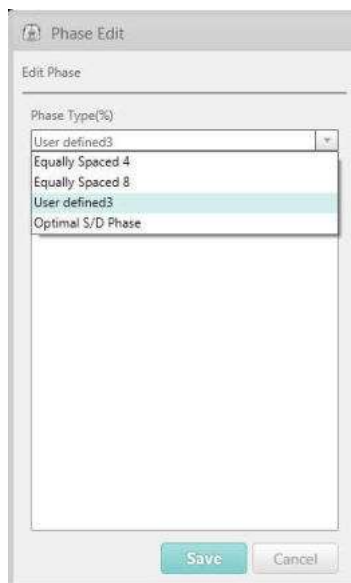 Phase Edit
Edit Phase
Phase Type(%)
User defined3
Equally Spaced 4
Equally Spaced 8
User defined3
Optimal S/D Phase
Save
Cancel